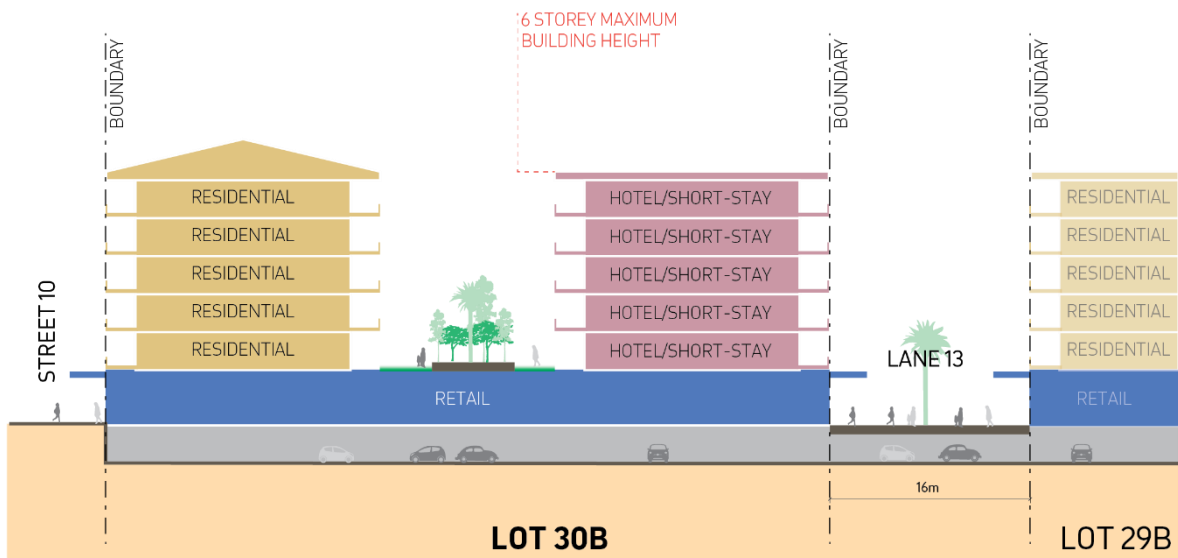 6 STOREY MAXIMUM
BUILDING HEIGHT
BOUNDARY
BOUNDARY
BOUNDARY
RESIDENTIAL
HOTEL/SHORT-STAY
RESIDENTIAL
RESIDENTIAL
HOTEL/SHORT-STAY
RESIDENTIAL
RESIDENTIAL
HOTEL/SHORT-STAY
RESIDENTIAL
RESIDENTIAL
HOTEL/SHORT-STAY
RESIDENTIAL
RESIDENTIAL
HOTEL/SHORT-STAY
RESIDENTIAL
STREET 10
LANE 13
RETAIL
RETAIL
16m
LOT 30B
LOT 29B